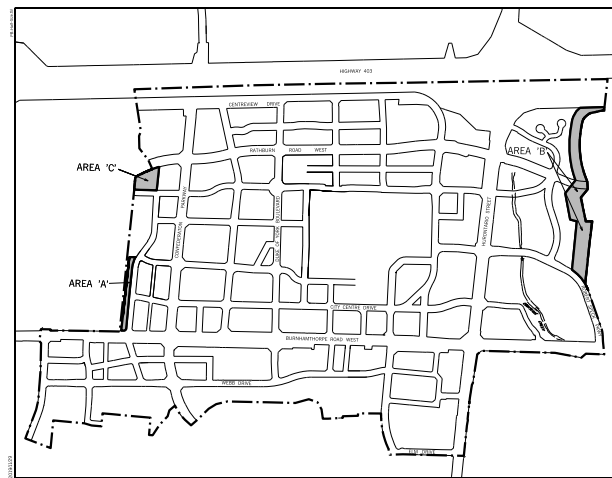 HIGHWAY 403
CENTREVIEW DRIVE
RATHBURN ROAD WEST
AREA 'B'
AREA 'C'
CONFEDERATION PARKWAY
DUKE OF YORK BOULEVARD
HURONTARIO STREET
AREA 'A'
CITY CENTRE DRIVE
BURNHAMTHORPE ROAD WEST
WEBB DRIVE
ELM DRIVE